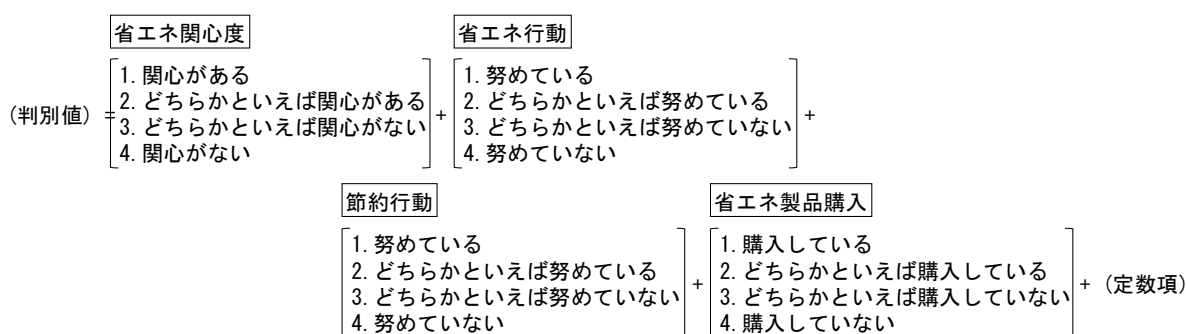 省エネ関心度 省エネ行動
1. 関心がある 1. 努めている
2. どちらかといえば関心がある 2. どちらかといえば努めている
(判別値) = + +
3. どちらかといえば関心がない 3. どちらかといえば努めていない
4. 関心がない 4. 努めていない
節約行動 省エネ製品購入
1. 努めている 1. 購入している
2. どちらかといえば努めている 2. どちらかといえば購入している
+ + (定数項)
3. どちらかといえば努めていない 3. どちらかといえば購入していない
4. 努めていない 4. 購入していない